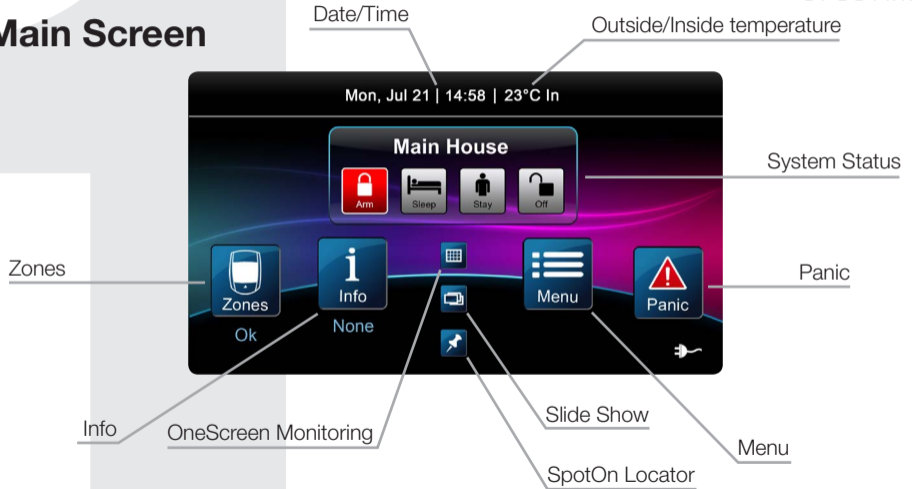 Date/Time
Main Screen
Outside/Inside temperature
Mon, Jul 21 | 14:58 | 23°C In
Main House
System Status
Arm
Sleep
Stay
Off
Zones
Panic
Zones
Info
Menu
Panic
Ok
None
Slide Show
Info
OneScreen Monitoring
Menu
SpotOn Locator